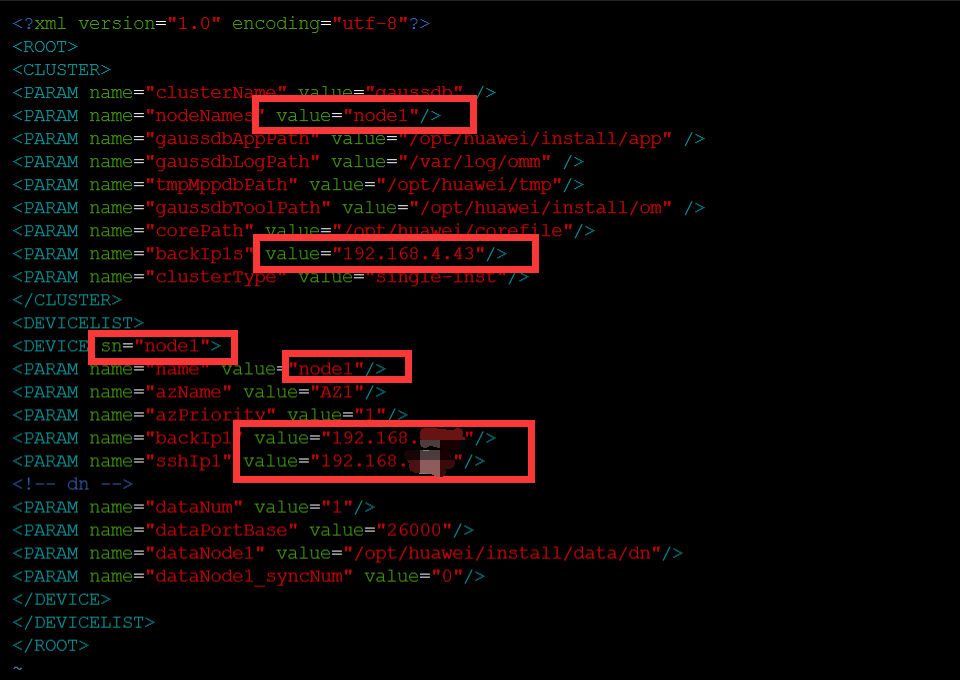 <?xml version="1.0" encoding="utf-8"?>
<ROOT>
<CLUSTER>
<PARAM name="clusterName" value="gaussdb" />
<PARAM name="nodeNames" value="node1"/>
<PARAM name="gaussdbAppPath" value="/opt/huawei/install/app" />
<PARAM name="gaussdbLogPath" value="/var/log/omm" />
<PARAM name="tmpMppdbPath" value="/opt/huawei/tmp"/>
<PARAM name="gaussdbToolPath" value="/opt/huawei/install/om" />
<PARAM name="corePath" value="/opt/huawei/corefile"/>
<PARAM name="backIp1s" value="192.168.4.43"/>
<PARAM name="clusterType" value="single-inst"/>
</CLUSTER>
<DEVICELIST>
<DEVICE sn="node1">
<PARAM name="name" value="node1"/>
<PARAM name="azName" value="AZ1"/>
<PARAM name="azPriority" value="1"/>
<PARAM name="backIp1" value="192.168. "/>
<PARAM name="sshIp1" value="192.168. "/>
<!-- dn -->
<PARAM name="dataNum" value="1"/>
<PARAM name="dataPortBase" value="26000"/>
<PARAM name="dataNode1" value="/opt/huawei/install/data/dn"/>
<PARAM name="dataNode1_syncNum" value="0"/>
</DEVICE>
</DEVICELIST>
</ROOT>
~